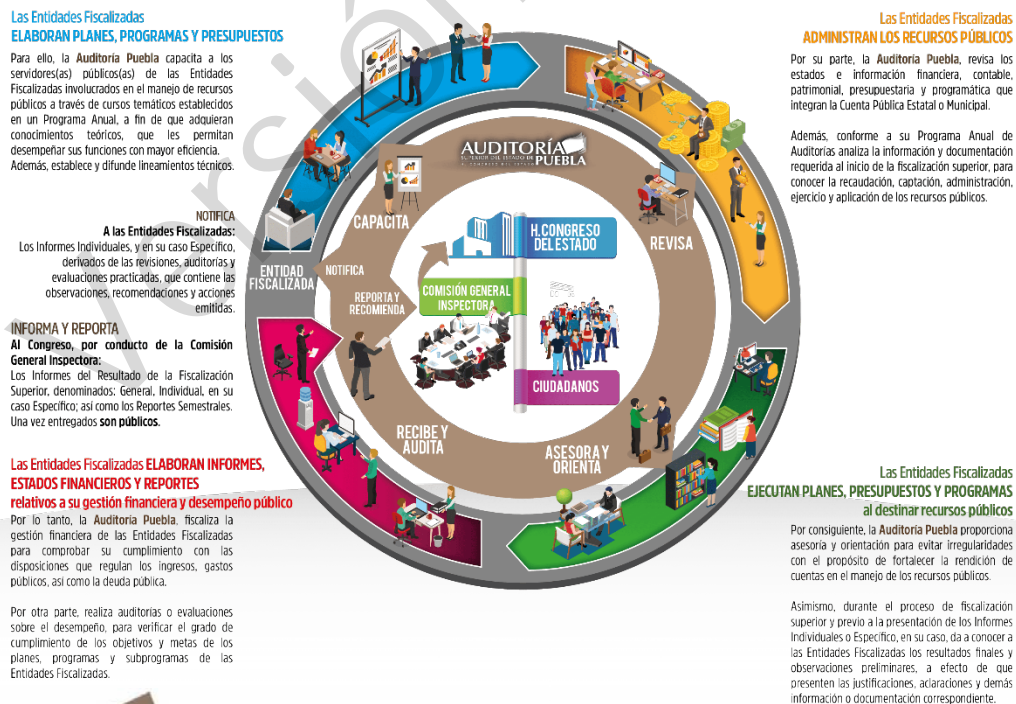 Las Entidades Fiscalizadas
ELABORAN PLANES, PROGRAMAS Y PRESUPUESTOS
Para ello, la Auditoría Puebla capacita a los
servidores(as) públicos(as) de las Entidades
Fiscalizadas involucrados en el manejo de recursos
públicos a través de cursos temáticos establecidos
en un Programa Anual, a fin de que adquieran
conocimientos teóricos, que les permitan
desempeñar sus funciones con mayor eficiencia.
Además, establece y difunde lineamientos técnicos.
NOTIFICA
A las Entidades Fiscalizadas:
Los Informes Individuales, y en su caso Específico,
derivados de las revisiones, auditorías y
evaluaciones practicadas, que contiene las
observaciones, recomendaciones y acciones
emitidas.
INFORMA Y REPORTA
Al Congreso, por conducto de la Comisión
General Inspectora:
Los Informes del Resultado de la Fiscalización
Superior, denominados: General, Individual, en su
caso Específico; así como los Reportes Semestrales.
Una vez entregados son públicos.
Las Entidades Fiscalizadas ELABORAN INFORMES,
ESTADOS FINANCIEROS Y REPORTES
relativos a su gestión financiera y desempeño público
Por lo tanto, la Auditoría Puebla, fiscaliza la
gestión financiera de las Entidades Fiscalizadas
para comprobar su cumplimiento con las
disposiciones que regulan los ingresos, gastos
públicos, así como la deuda pública.
Por otra parte, realiza auditorías o evaluaciones
sobre el desempeño, para verificar el grado de
cumplimiento de los objetivos y metas de los
planes, programas y subprogramas de las
Entidades Fiscalizadas.
AUDITORÍA
SUPERIOR DEL ESTADO DE PUEBLA
CAPACITA
REVISA
ENTIDAD
FISCALIZADA
NOTIFICA
REPORTA Y
RECOMIENDA
H. CONGRESO
DEL ESTADO
COMISIÓN GENERAL
INSPECTORA
CIUDADANOS
RECIBE Y
AUDITA
ASESORA Y
ORIENTA
Las Entidades Fiscalizadas
ADMINISTRAN LOS RECURSOS PÚBLICOS
Por su parte, la Auditoría Puebla, revisa los
estados e información financiera, contable,
patrimonial, presupuestaria y programática que
integran la Cuenta Pública Estatal o Municipal.
Además, conforme a su Programa Anual de
Auditorías analiza la información y documentación
requerida al inicio de la fiscalización superior, para
conocer la recaudación, captación, administración,
ejercicio y aplicación de los recursos públicos.
Las Entidades Fiscalizadas
EJECUTAN PLANES, PRESUPUESTOS Y PROGRAMAS
al destinar recursos públicos
Por consiguiente, la Auditoría Puebla proporciona
asesoría y orientación para evitar irregularidades
con el propósito de fortalecer la rendición de
cuentas en el manejo de los recursos públicos.
Asimismo, durante el proceso de fiscalización
superior y previo a la presentación de los Informes
Individuales o Específico, en su caso, da a conocer a
las Entidades Fiscalizadas los resultados finales y
observaciones preliminares, a efecto de que
presenten las justificaciones, aclaraciones y demás
información o documentación correspondiente.
Versión